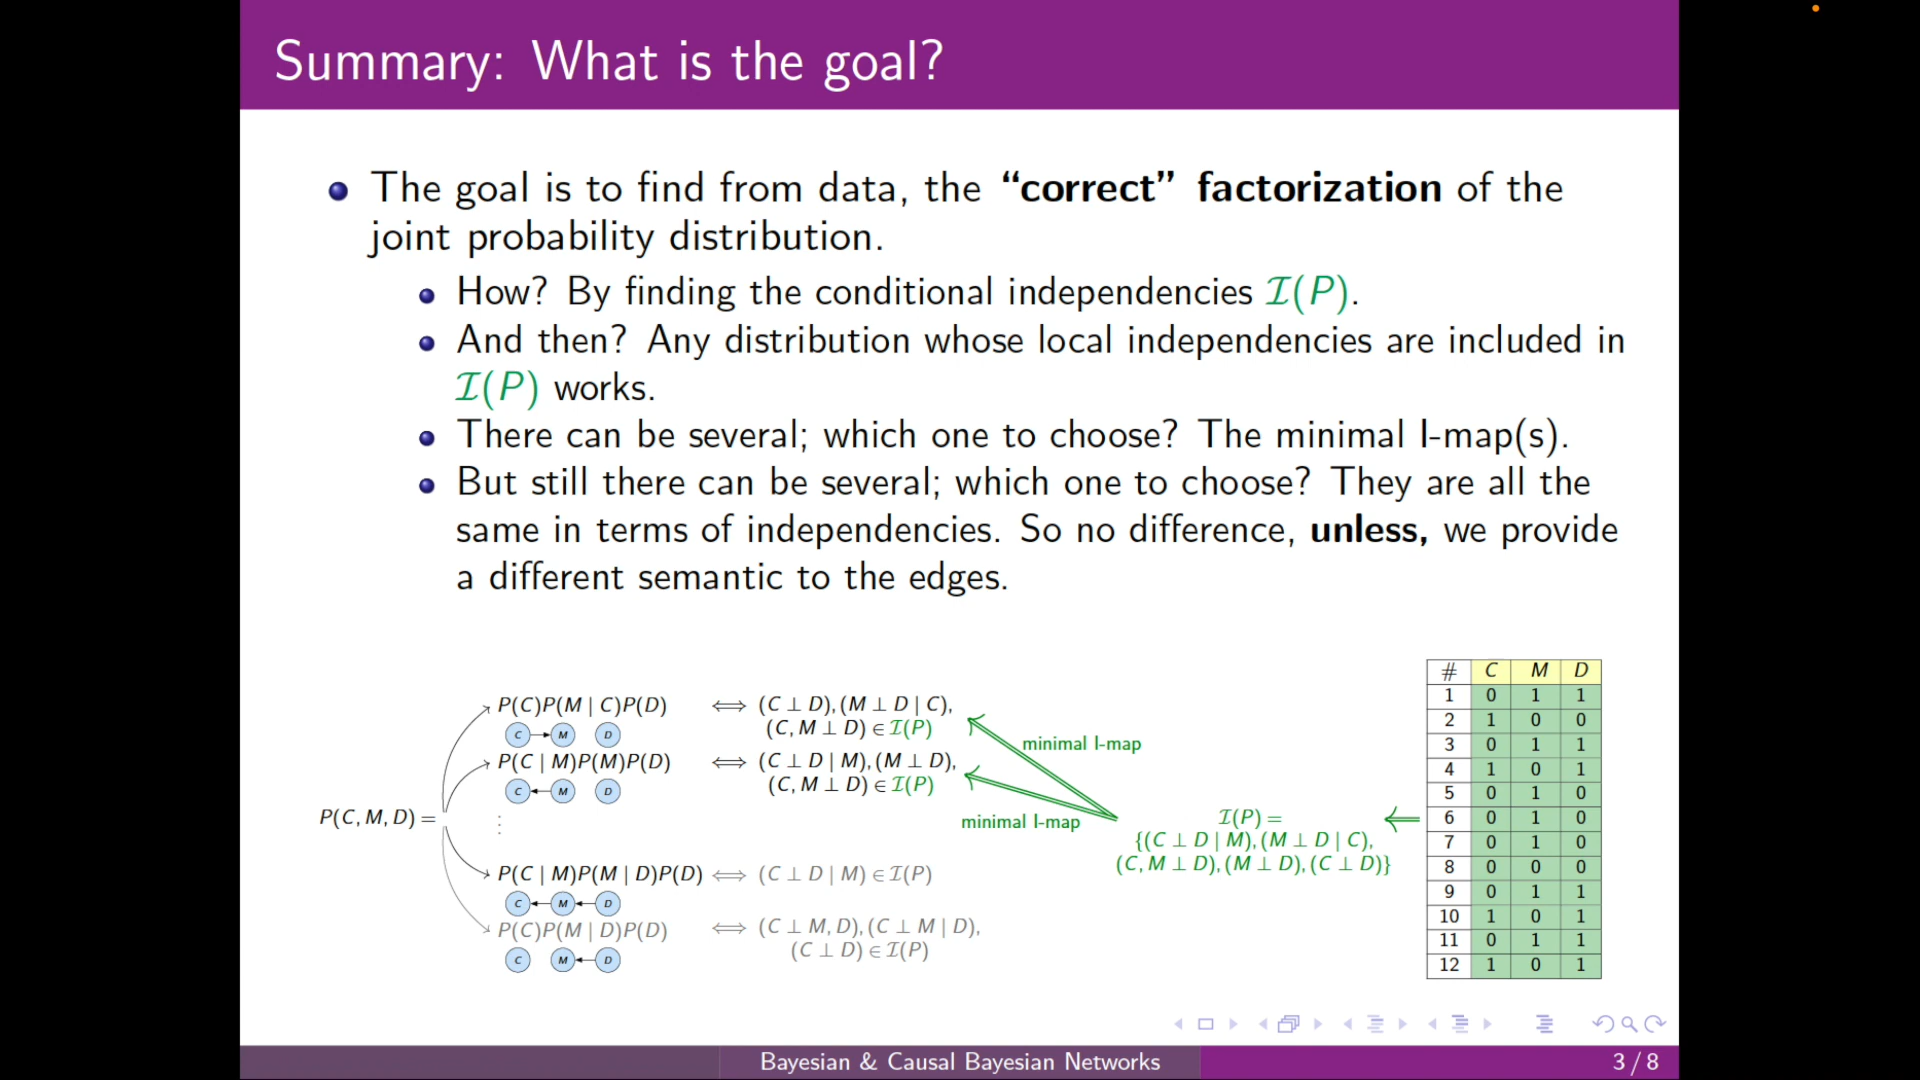 Summary: What is the goal?
The goal is to find from data, the “correct” factorization of the
joint probability distribution.
How? By finding the conditional independencies I(P).
And then? Any distribution whose local independencies are included in
I(P) works.
There can be several; which one to choose? The minimal I-map(s).
But still there can be several; which one to choose? They are all the
same in terms of independencies. So no difference, unless, we provide
a different semantic to the edges.
P(C, M, D) =
P(C)P(M | C)P(D) ⟺ (C ⊥ D), (M ⊥ D | C),
(C, M ⊥ D) ∈ I(P)
C M D
P(C | M)P(M)P(D) ⟺ (C ⊥ D | M), (M ⊥ D),
(C, M ⊥ D) ∈ I(P)
C M D
⋮
P(C | M)P(M | D)P(D) ⟺ (C ⊥ D | M) ∈ I(P)
C M D
P(C)P(M | D)P(D) ⟺ (C ⊥ M, D), (C ⊥ M | D),
(C ⊥ D) ∈ I(P)
C M D
minimal I-map
minimal I-map
I(P) =
{(C ⊥ D | M), (M ⊥ D | C),
(C, M ⊥ D), (M ⊥ D), (C ⊥ D)}
# C M D
1 0 1 1
2 1 0 0
3 0 1 1
4 1 0 1
5 0 1 0
6 0 1 0
7 0 1 0
8 0 0 0
9 0 1 1
10 1 0 1
11 0 1 1
12 1 0 1
Bayesian & Causal Bayesian Networks
3 / 8